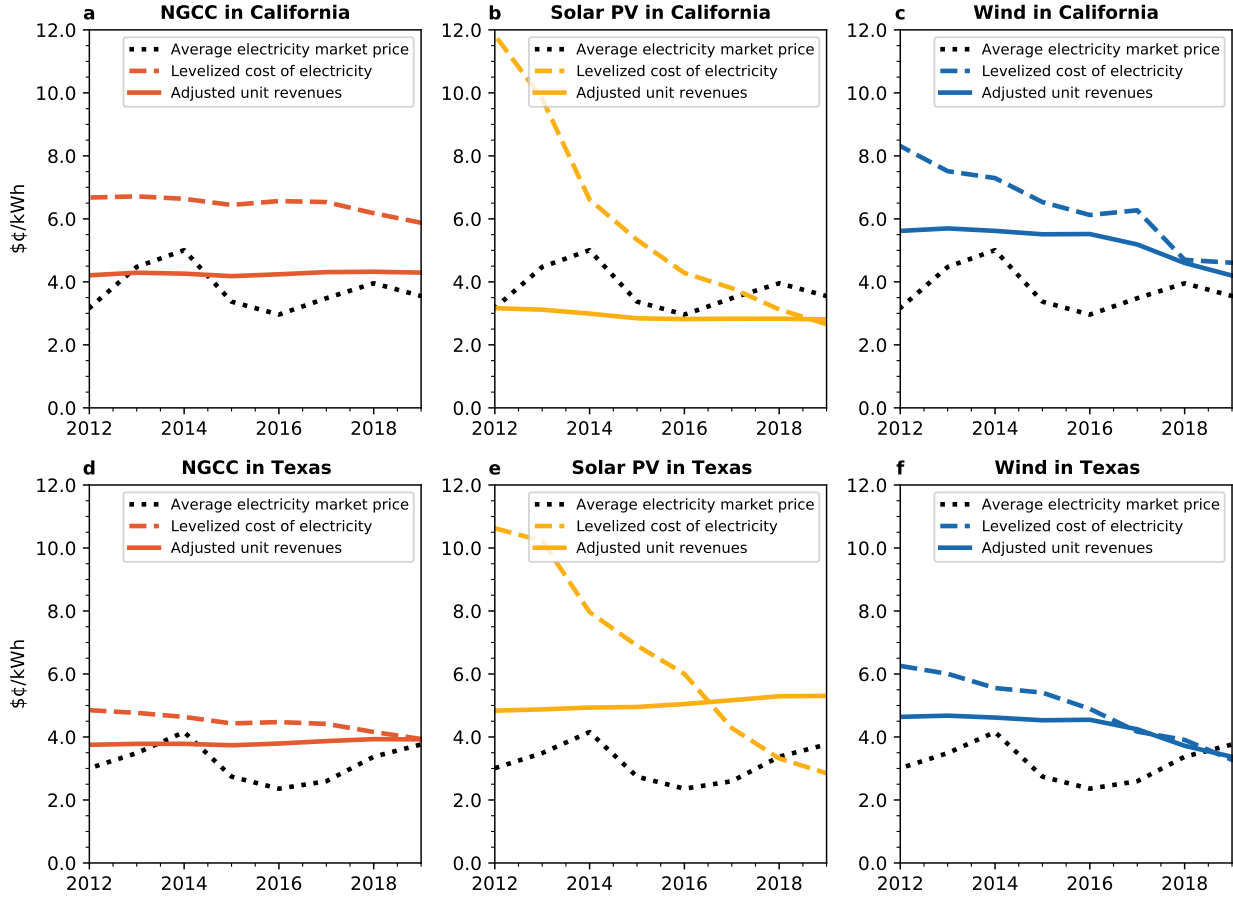 a NGCC in California
12.0
10.0
8.0
6.0
4.0
2.0
0.0
$¢/kWh
Average electricity market price
Levelized cost of electricity
Adjusted unit revenues
2012 2014 2016 2018
b Solar PV in California
12.0
10.0
8.0
6.0
4.0
2.0
0.0
Average electricity market price
Levelized cost of electricity
Adjusted unit revenues
2012 2014 2016 2018
c Wind in California
12.0
10.0
8.0
6.0
4.0
2.0
0.0
Average electricity market price
Levelized cost of electricity
Adjusted unit revenues
2012 2014 2016 2018
d NGCC in Texas
12.0
10.0
8.0
6.0
4.0
2.0
0.0
$¢/kWh
Average electricity market price
Levelized cost of electricity
Adjusted unit revenues
2012 2014 2016 2018
e Solar PV in Texas
12.0
10.0
8.0
6.0
4.0
2.0
0.0
Average electricity market price
Levelized cost of electricity
Adjusted unit revenues
2012 2014 2016 2018
f Wind in Texas
12.0
10.0
8.0
6.0
4.0
2.0
0.0
Average electricity market price
Levelized cost of electricity
Adjusted unit revenues
2012 2014 2016 2018